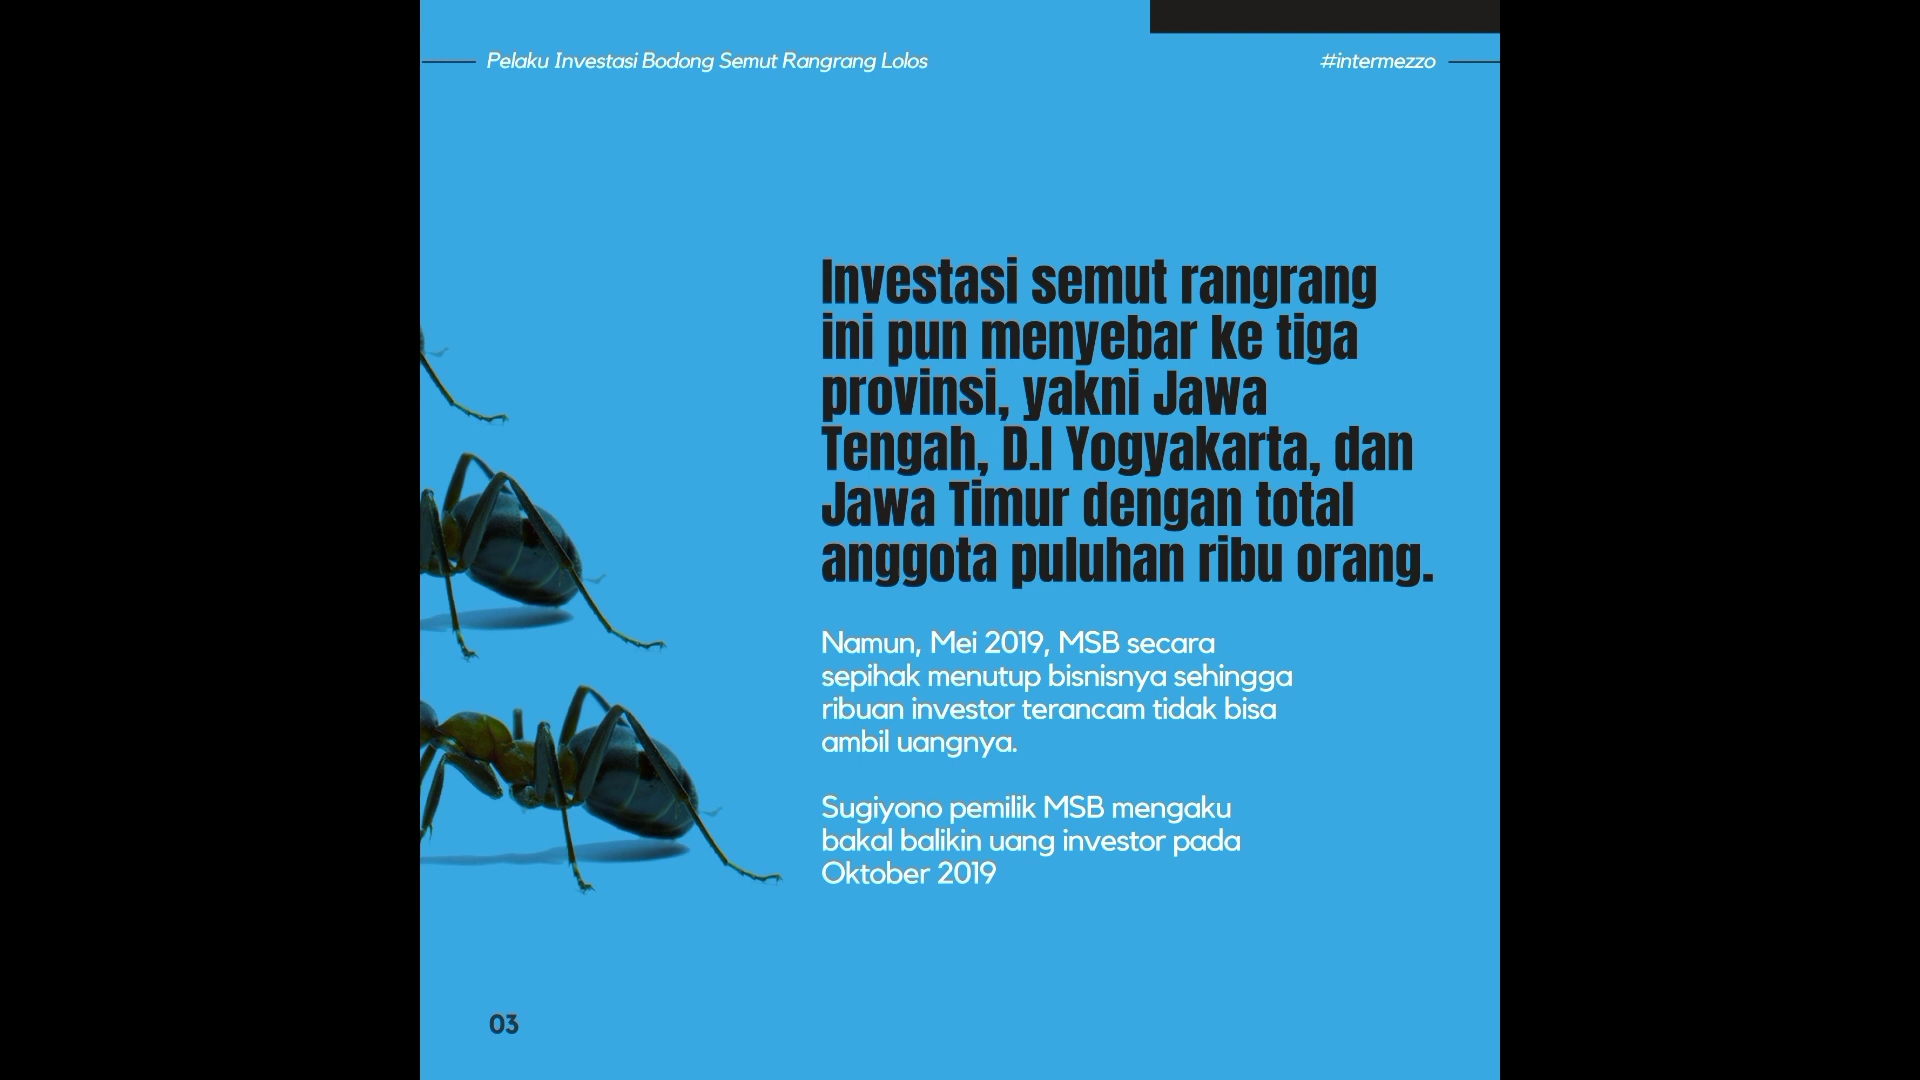 Pelaku Investasi Bodong Semut Rangrang Lolos
#intermezzo
Investasi semut rangrang
ini pun menyebar ke tiga
provinsi, yakni Jawa
Tengah, D.I Yogyakarta, dan
Jawa Timur dengan total
anggota puluhan ribu orang.
Namun, Mei 2019, MSB secara
sepihak menutup bisnisnya sehingga
ribuan investor terancam tidak bisa
ambil uangnya.
Sugiyono pemilik MSB mengaku
bakal balikin uang investor pada
Oktober 2019
03